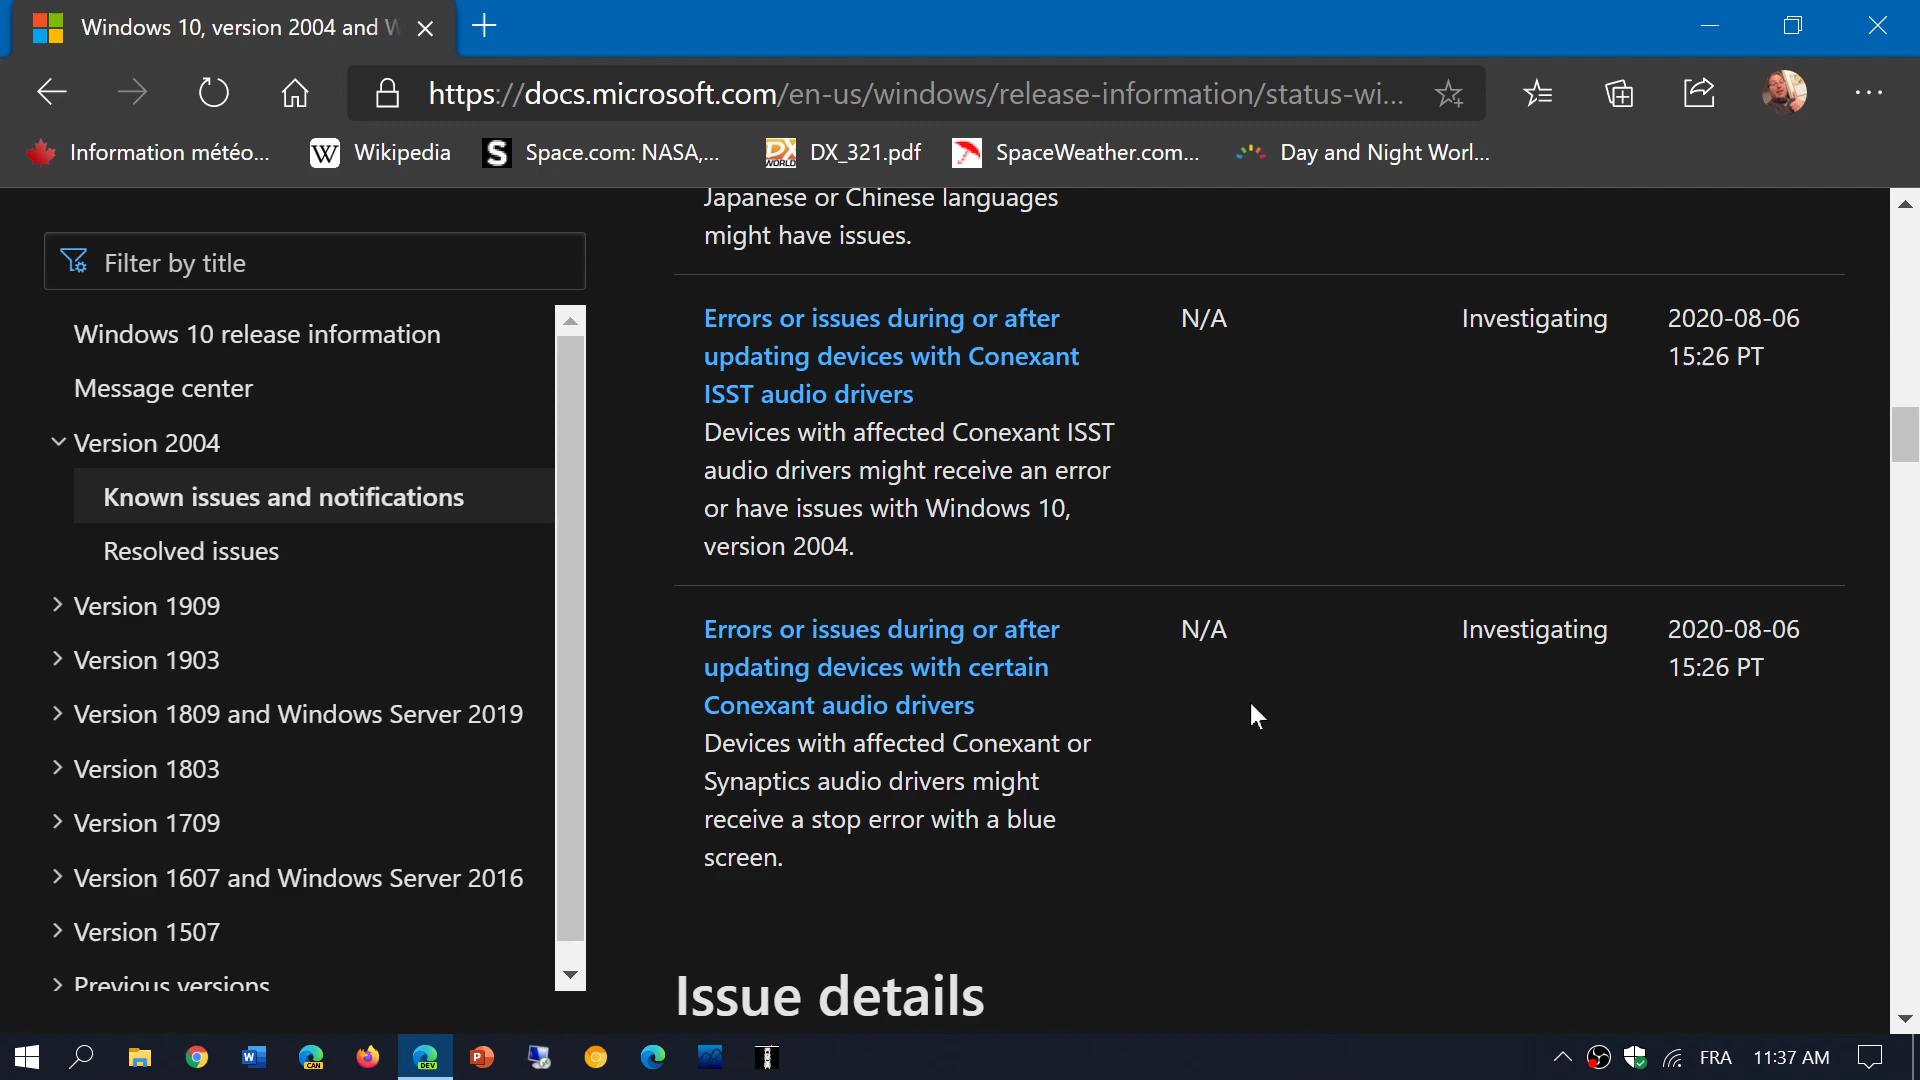 Windows 10, version 2004 and W
https://docs.microsoft.com/en-us/windows/release-information/status-wi...
Information météo...
W Wikipedia
S Space.com: NASA,...
DX WORLD DX_321.pdf
SpaceWeather.com...
Day and Night Worl...
Filter by title
Windows 10 release information
Message center
Version 2004
Known issues and notifications
Resolved issues
Version 1909
Version 1903
Version 1809 and Windows Server 2019
Version 1803
Version 1709
Version 1607 and Windows Server 2016
Version 1507
Previous versions
Japanese or Chinese languages
might have issues.
Errors or issues during or after
updating devices with Conexant
ISST audio drivers
Devices with affected Conexant ISST
audio drivers might receive an error
or have issues with Windows 10,
version 2004.
N/A
Investigating
2020-08-06
15:26 PT
Errors or issues during or after
updating devices with certain
Conexant audio drivers
Devices with affected Conexant or
Synaptics audio drivers might
receive a stop error with a blue
screen.
N/A
Investigating
2020-08-06
15:26 PT
Issue details
W
CAN
DEV
P
FRA
11:37 AM